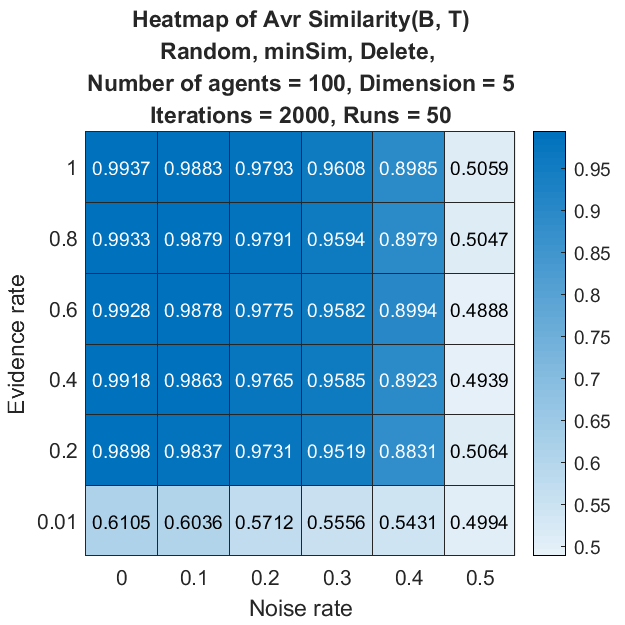 Heatmap of Avr Similarity(B, T)
Random, minSim, Delete,
Number of agents = 100, Dimension = 5
Iterations = 2000, Runs = 50
1 0.9937 0.9883 0.9793 0.9608 0.8985 0.5059
0.8 0.9933 0.9879 0.9791 0.9594 0.8979 0.5047
0.6 0.9928 0.9878 0.9775 0.9582 0.8994 0.4888
0.4 0.9918 0.9863 0.9765 0.9585 0.8923 0.4939
0.2 0.9898 0.9837 0.9731 0.9519 0.8831 0.5064
0.01 0.6105 0.6036 0.5712 0.5556 0.5431 0.4994
0 0.1 0.2 0.3 0.4 0.5
Noise rate
Evidence rate
0.95
0.9
0.85
0.8
0.75
0.7
0.65
0.6
0.55
0.5